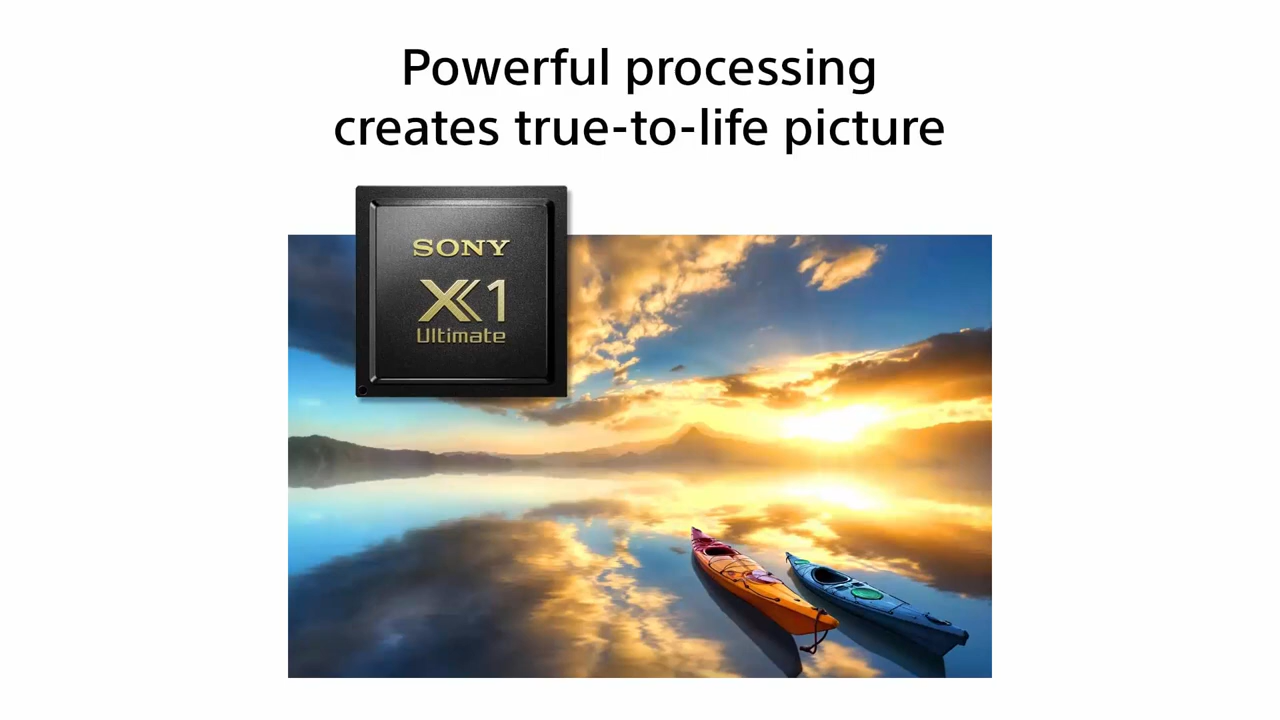 Powerful processing
creates true-to-life picture
SONY
X1
Ultimate